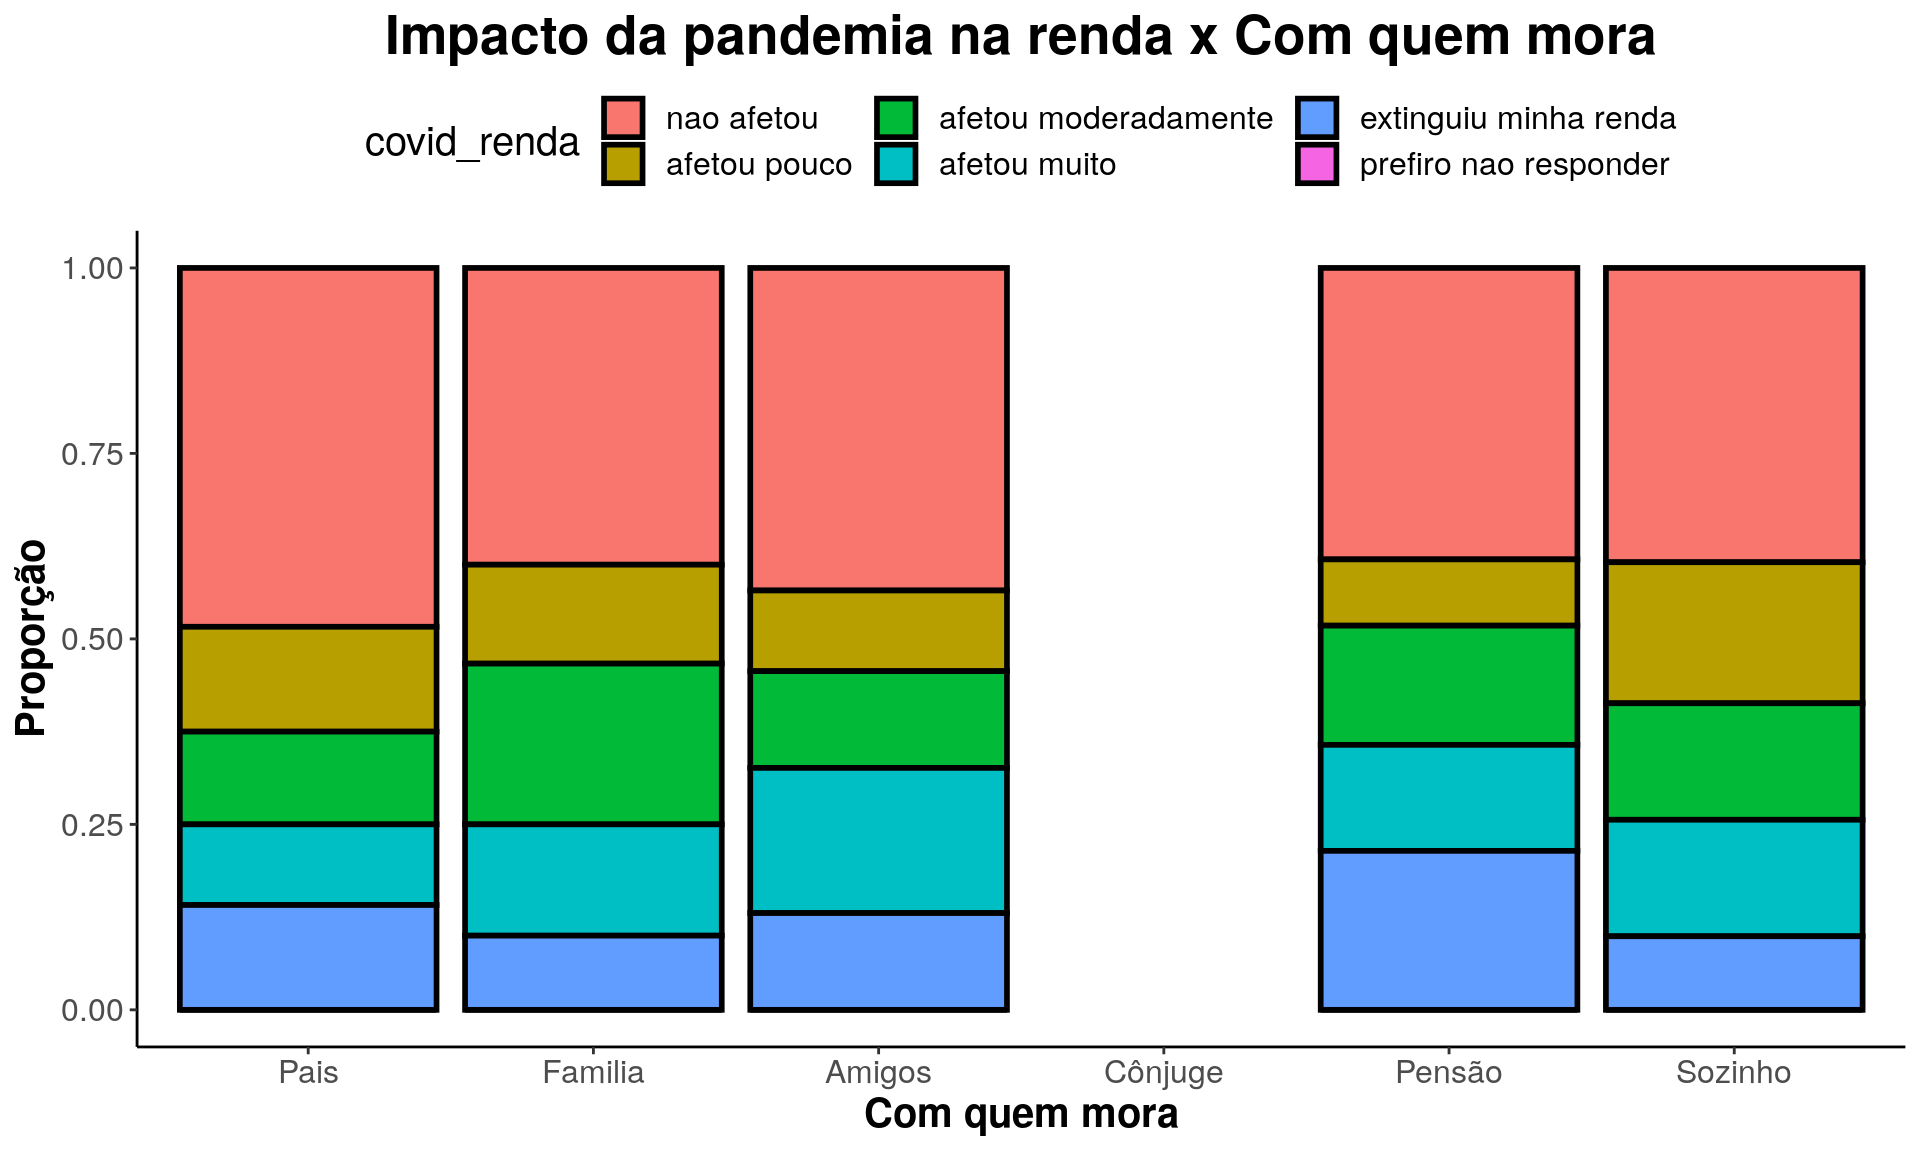 Impacto da pandemia na renda x Com quem mora
covid_renda
nao afetou
afetou moderadamente
extinguiu minha renda
afetou pouco
afetou muito
prefiro nao responder
Proporção
1.00
0.75
0.50
0.25
0.00
Pais
Familia
Amigos
Cônjuge
Pensão
Sozinho
Com quem mora